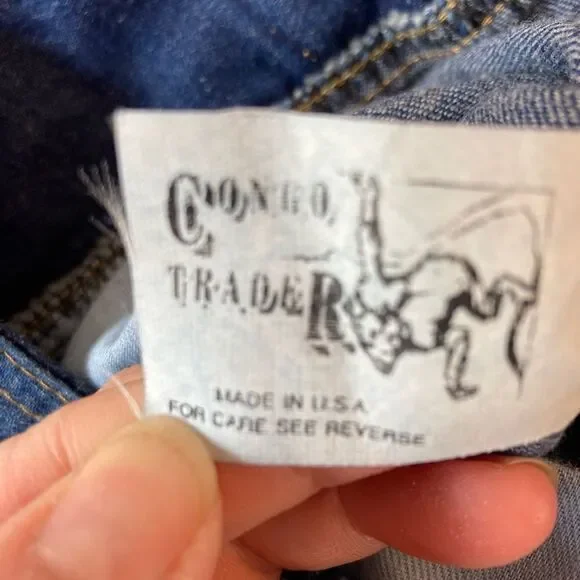 CONGO
TRADER
MADE IN U.S.A
FOR CARE SEE REVERSE